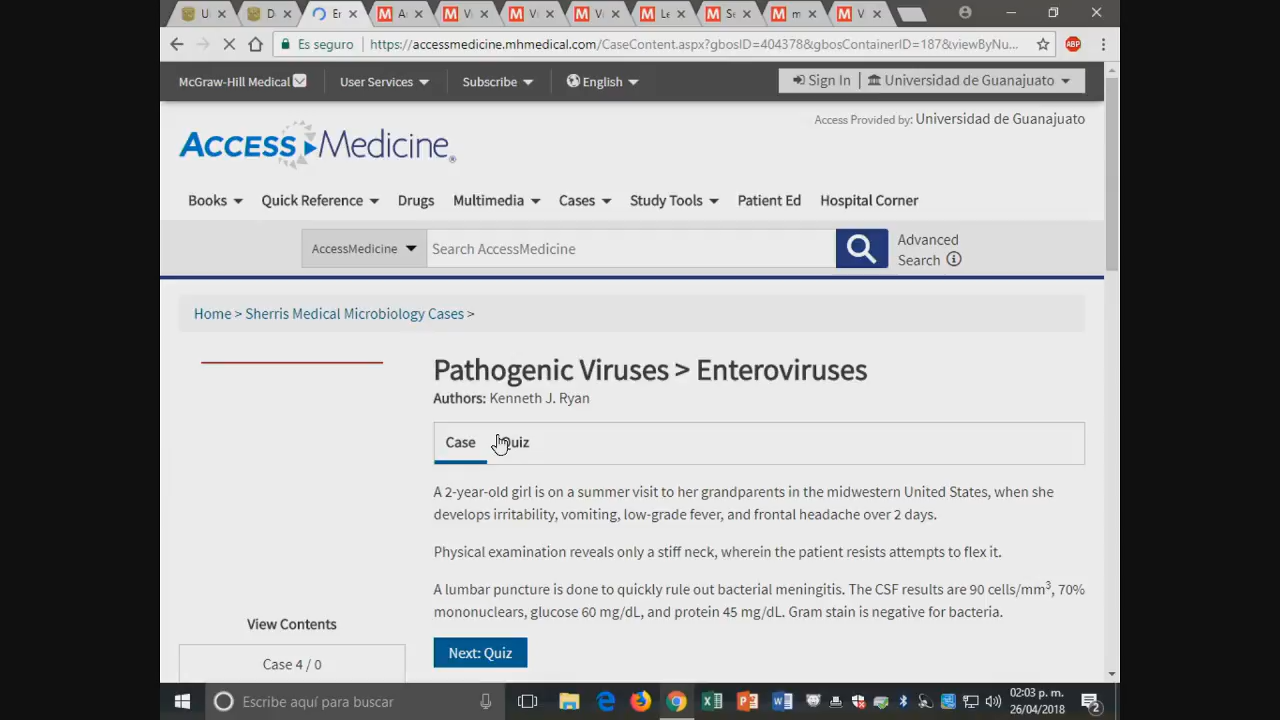 U
D
Er
M A
M V
M V
M V
M Le
M Se
M m
M V
Es seguro https://accessmedicine.mhmedical.com/CaseContent.aspx?gbosID=404378&gbosContainerID=187&viewByNu...
ABP
McGraw-Hill Medical User Services Subscribe English Sign In | Universidad de Guanajuato
Access Provided by: Universidad de Guanajuato
ACCESS Medicine®
Books Quick Reference Drugs Multimedia Cases Study Tools Patient Ed Hospital Corner
AccessMedicine Search AccessMedicine Advanced
Search
Home > Sherris Medical Microbiology Cases >
Pathogenic Viruses > Enteroviruses
Authors: Kenneth J. Ryan
Case Quiz
A 2-year-old girl is on a summer visit to her grandparents in the midwestern United States, when she
develops irritability, vomiting, low-grade fever, and frontal headache over 2 days.
Physical examination reveals only a stiff neck, wherein the patient resists attempts to flex it.
A lumbar puncture is done to quickly rule out bacterial meningitis. The CSF results are 90 cells/mm³, 70%
mononuclears, glucose 60 mg/dL, and protein 45 mg/dL. Gram stain is negative for bacteria.
View Contents
Case 4 / 0
Next: Quiz
Escribe aquí para buscar
02:03 p. m.
26/04/2018
2